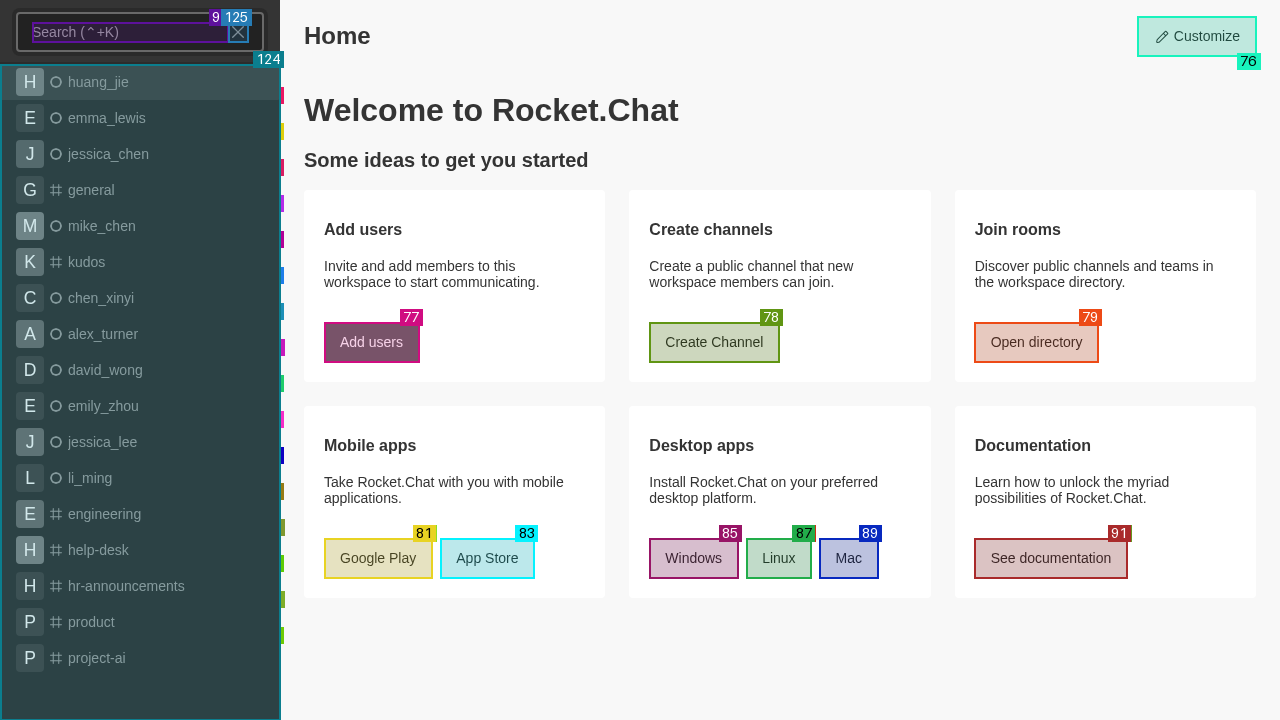 Search (⌃+K)
9
125
124
H huang_jie
E emma_lewis
J jessica_chen
G general
M mike_chen
K kudos
C chen_xinyi
A alex_turner
D david_wong
E emily_zhou
J jessica_lee
L li_ming
E engineering
H help-desk
H hr-announcements
P product
P project-ai
Home
Customize
76
Welcome to Rocket.Chat
Some ideas to get you started
Add users
Invite and add members to this
workspace to start communicating.
77
Add users
Create channels
Create a public channel that new
workspace members can join.
78
Create Channel
Join rooms
Discover public channels and teams in
the workspace directory.
79
Open directory
Mobile apps
Take Rocket.Chat with you with mobile
applications.
81
83
Google Play
App Store
Desktop apps
Install Rocket.Chat on your preferred
desktop platform.
85
87
89
Windows
Linux
Mac
Documentation
Learn how to unlock the myriad
possibilities of Rocket.Chat.
91
See documentation